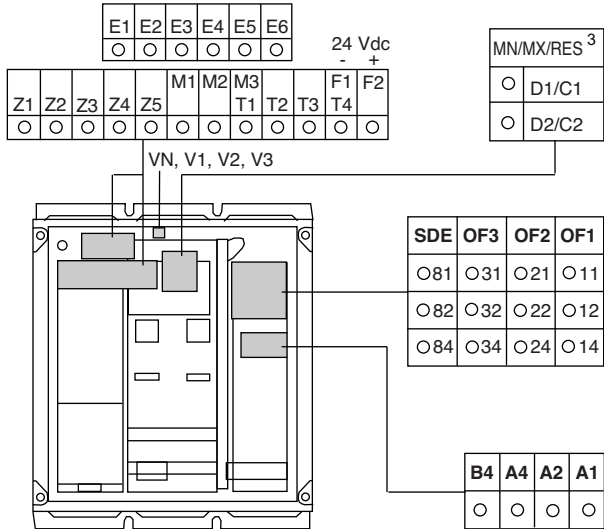 E1 E2 E3 E4 E5 E6
24 Vdc
- +
Z1 Z2 Z3 Z4 Z5 M1 M2 M3 T1 T2 T3 F1 T4 F2
MN/MX/RES 3
D1/C1
D2/C2
VN, V1, V2, V3
SDE OF3 OF2 OF1
81 31 21 11
82 32 22 12
84 34 24 14
B4 A4 A2 A1